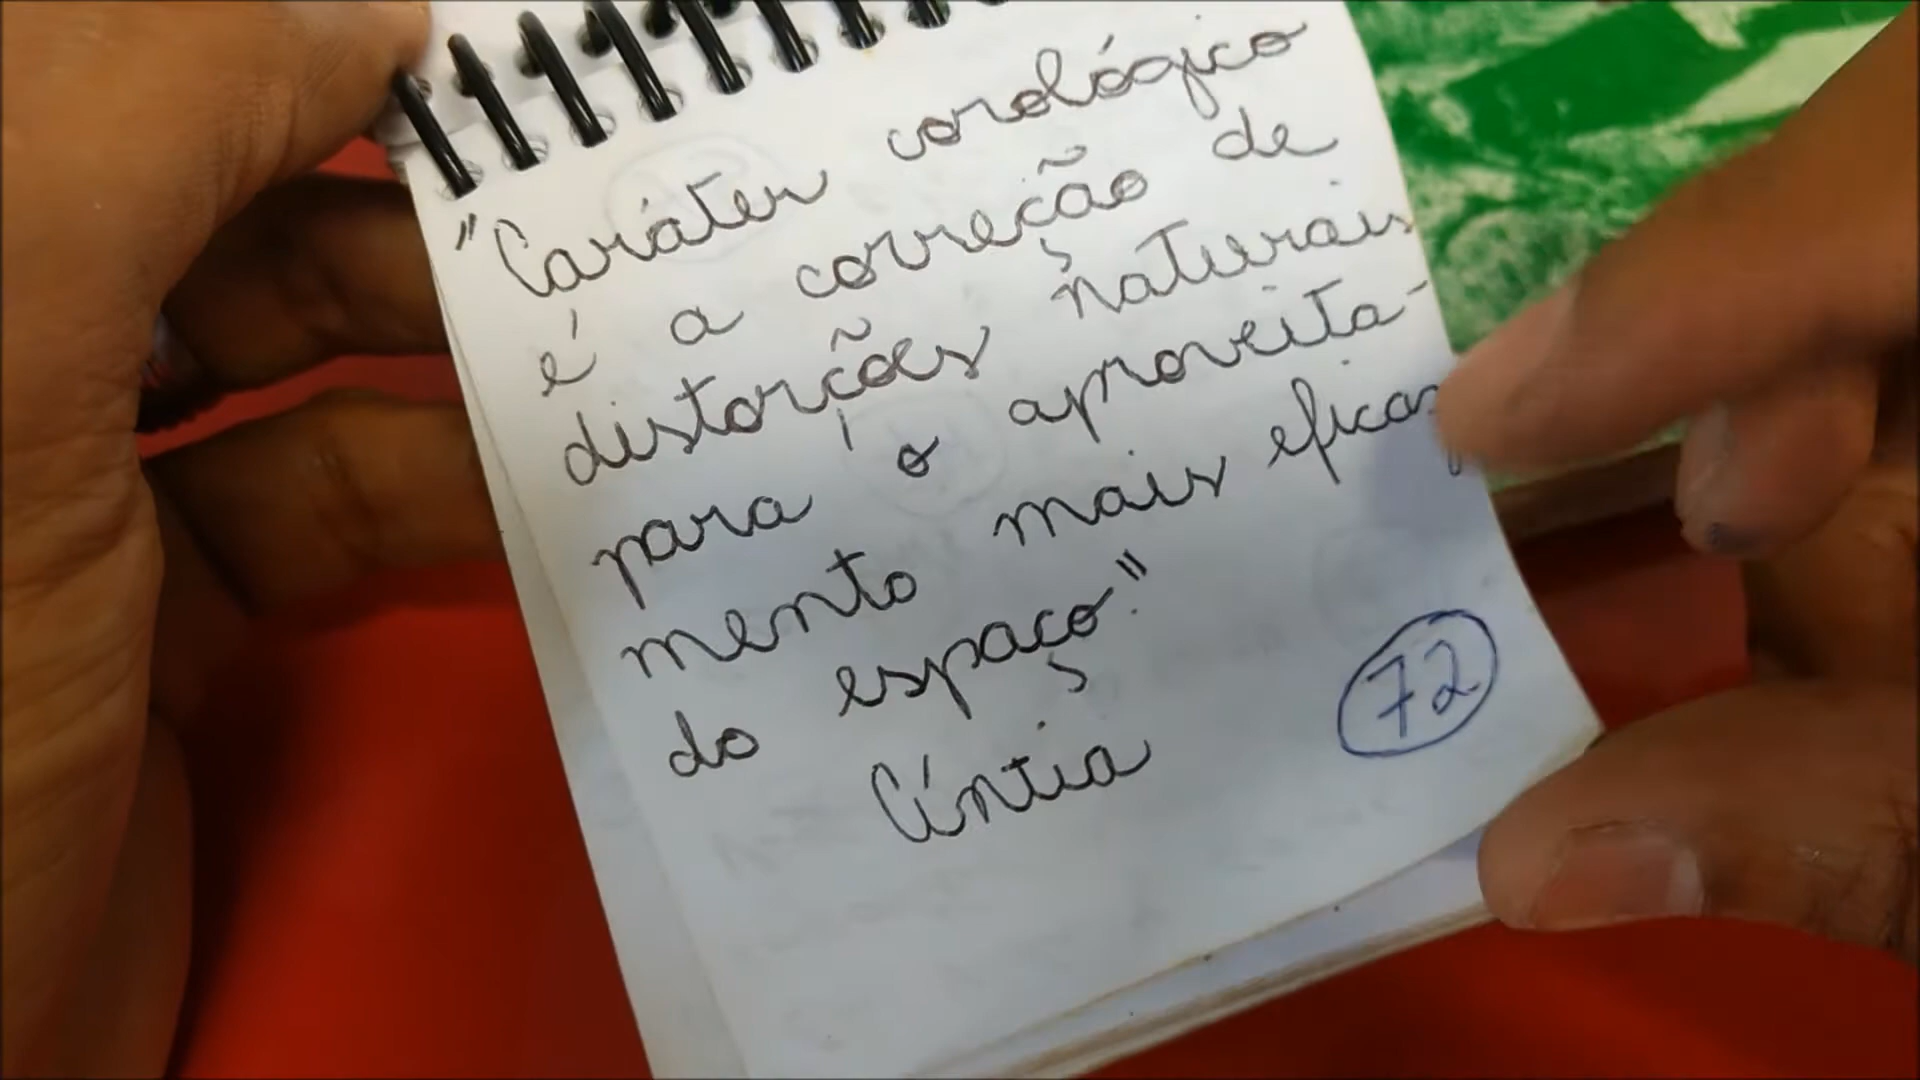 "Caráter corológico
é a correção de
distorções naturais
para o aproveita-
mento mais eficaz
do espaço."
Cíntia
72